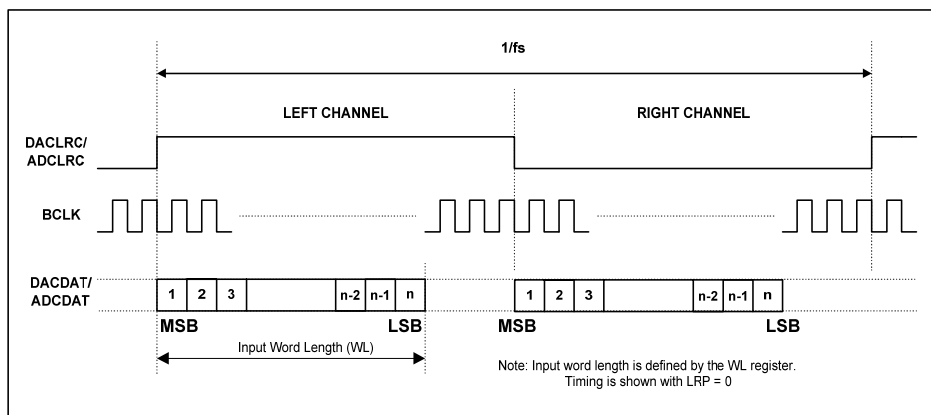 1/fs
LEFT CHANNEL
RIGHT CHANNEL
DACLRC/
ADCLRC
BCLK
DACDAT/
ADCDAT
1 2 3 n-2 n-1 n
1 2 3 n-2 n-1 n
MSB LSB MSB LSB
Input Word Length (WL)
Note: Input word length is defined by the WL register.
Timing is shown with LRP = 0